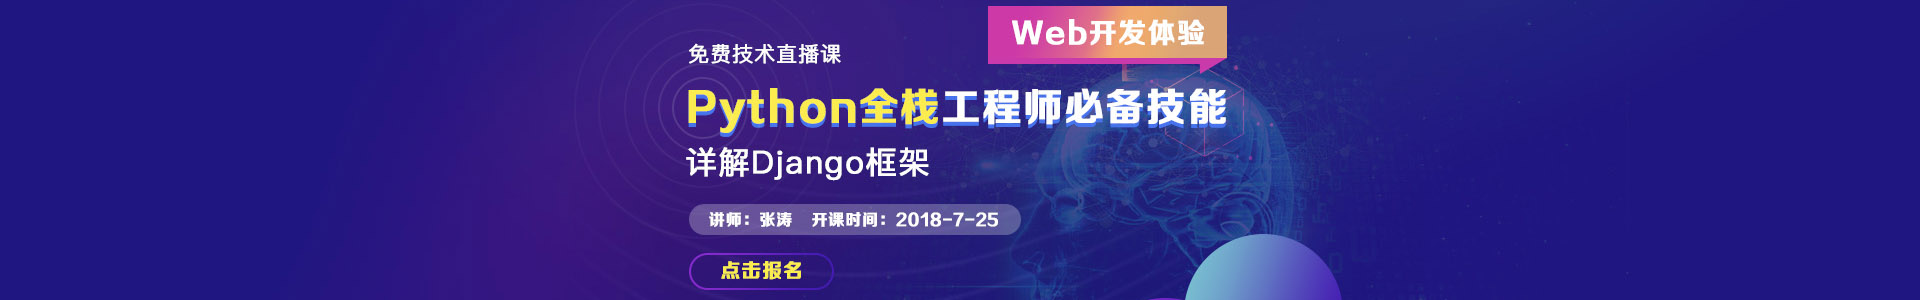 Web开发体验
免费技术直播课
Python全栈工程师必备技能
详解Django框架
讲师：张涛 开课时间：2018-7-25
点击报名